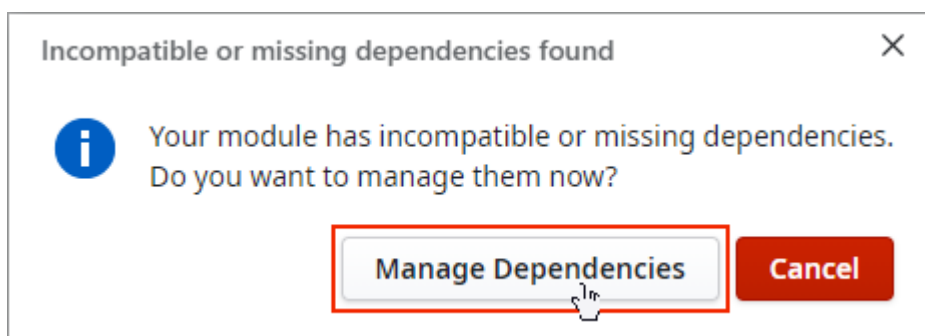 Incompatible or missing dependencies found
Your module has incompatible or missing dependencies.
Do you want to manage them now?
Manage Dependencies
Cancel